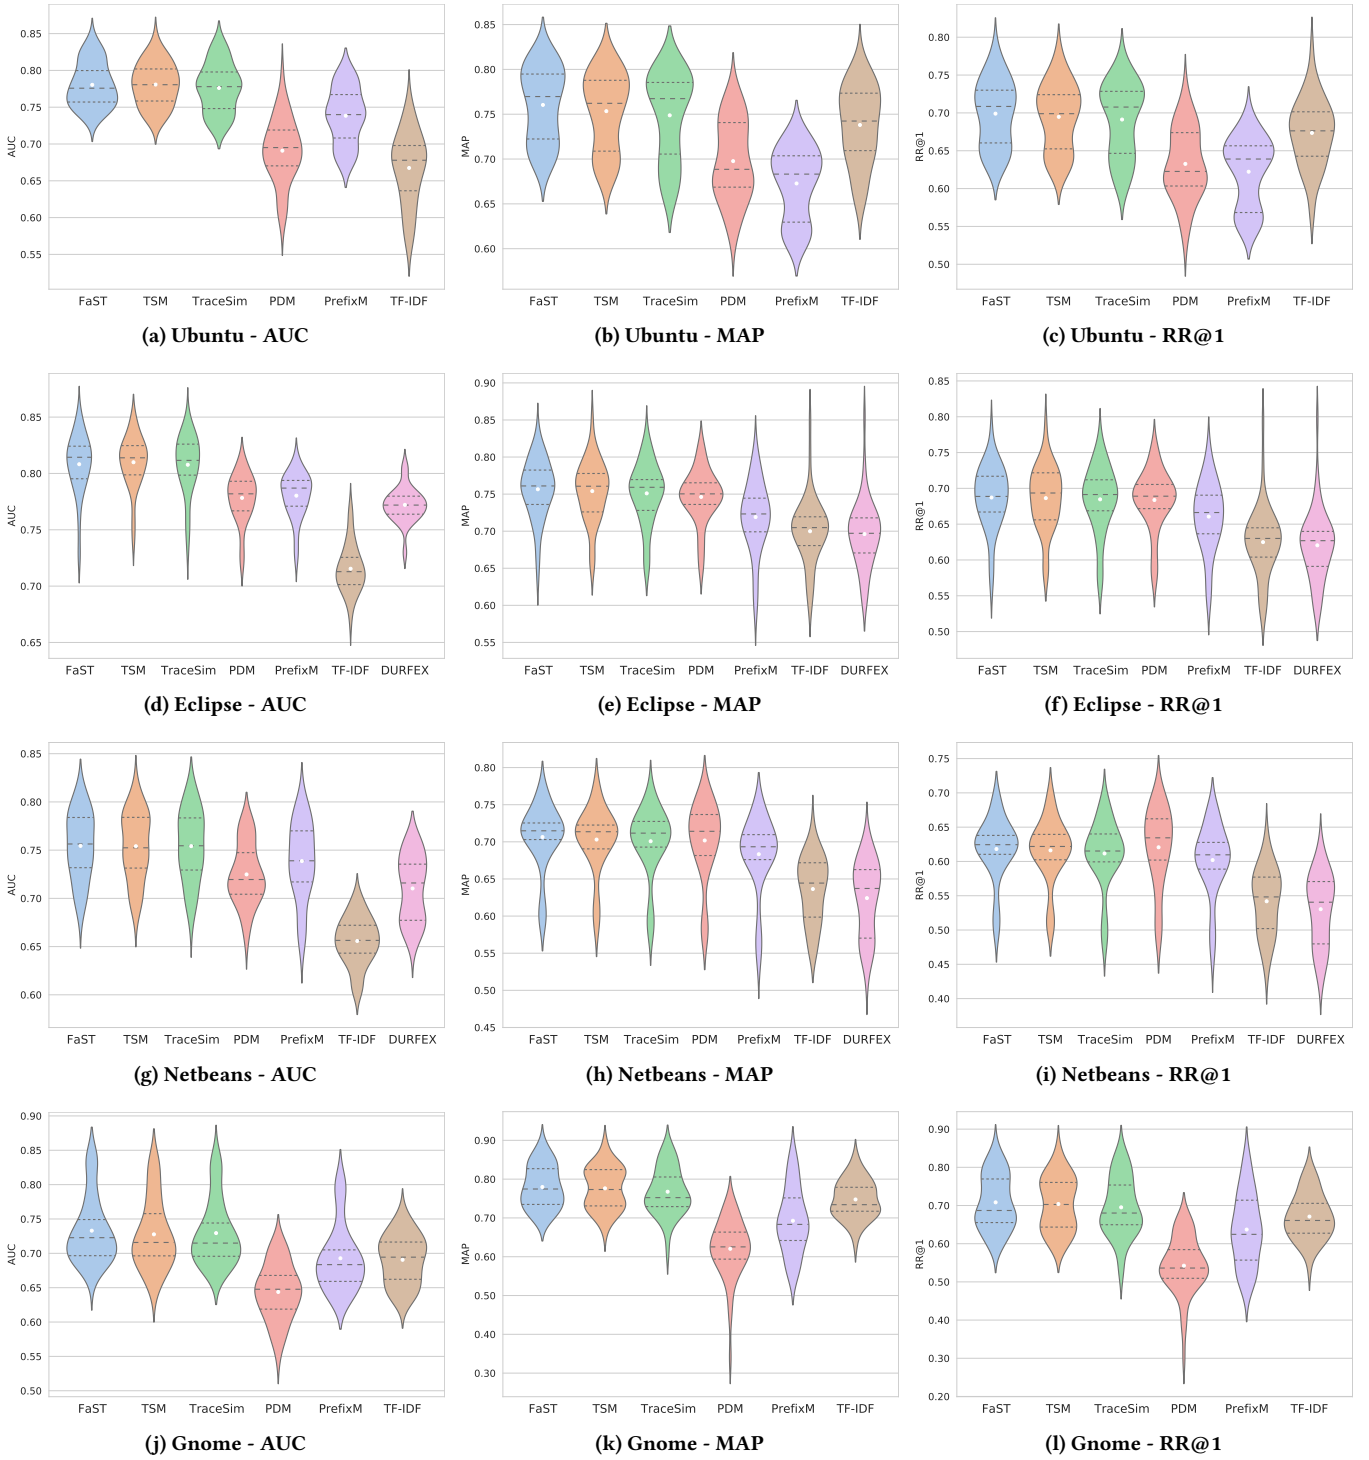 0.85
0.80
0.75
0.70
0.65
0.60
0.55
AUC
FaST TSM TraceSim PDM PrefixM TF-IDF
(a) Ubuntu - AUC
0.85
0.80
0.75
0.70
0.65
0.60
MAP
FaST TSM TraceSim PDM PrefixM TF-IDF
(b) Ubuntu - MAP
0.80
0.75
0.70
0.65
0.60
0.55
0.50
RR@1
FaST TSM TraceSim PDM PrefixM TF-IDF
(c) Ubuntu - RR@1
0.85
0.80
0.75
0.70
0.65
AUC
FaST TSM TraceSim PDM PrefixM TF-IDF DURFEX
(d) Eclipse - AUC
0.90
0.85
0.80
0.75
0.70
0.65
0.60
0.55
MAP
FaST TSM TraceSim PDM PrefixM TF-IDF DURFEX
(e) Eclipse - MAP
0.85
0.80
0.75
0.70
0.65
0.60
0.55
0.50
RR@1
FaST TSM TraceSim PDM PrefixM TF-IDF DURFEX
(f) Eclipse - RR@1
0.85
0.80
0.75
0.70
0.65
0.60
AUC
FaST TSM TraceSim PDM PrefixM TF-IDF DURFEX
(g) Netbeans - AUC
0.80
0.75
0.70
0.65
0.60
0.55
0.50
0.45
MAP
FaST TSM TraceSim PDM PrefixM TF-IDF DURFEX
(h) Netbeans - MAP
0.75
0.70
0.65
0.60
0.55
0.50
0.45
0.40
RR@1
FaST TSM TraceSim PDM PrefixM TF-IDF DURFEX
(i) Netbeans - RR@1
0.90
0.85
0.80
0.75
0.70
0.65
0.60
0.55
0.50
AUC
FaST TSM TraceSim PDM PrefixM TF-IDF
(j) Gnome - AUC
0.90
0.80
0.70
0.60
0.50
0.40
0.30
MAP
FaST TSM TraceSim PDM PrefixM TF-IDF
(k) Gnome - MAP
0.90
0.80
0.70
0.60
0.50
0.40
0.30
0.20
RR@1
FaST TSM TraceSim PDM PrefixM TF-IDF
(l) Gnome - RR@1